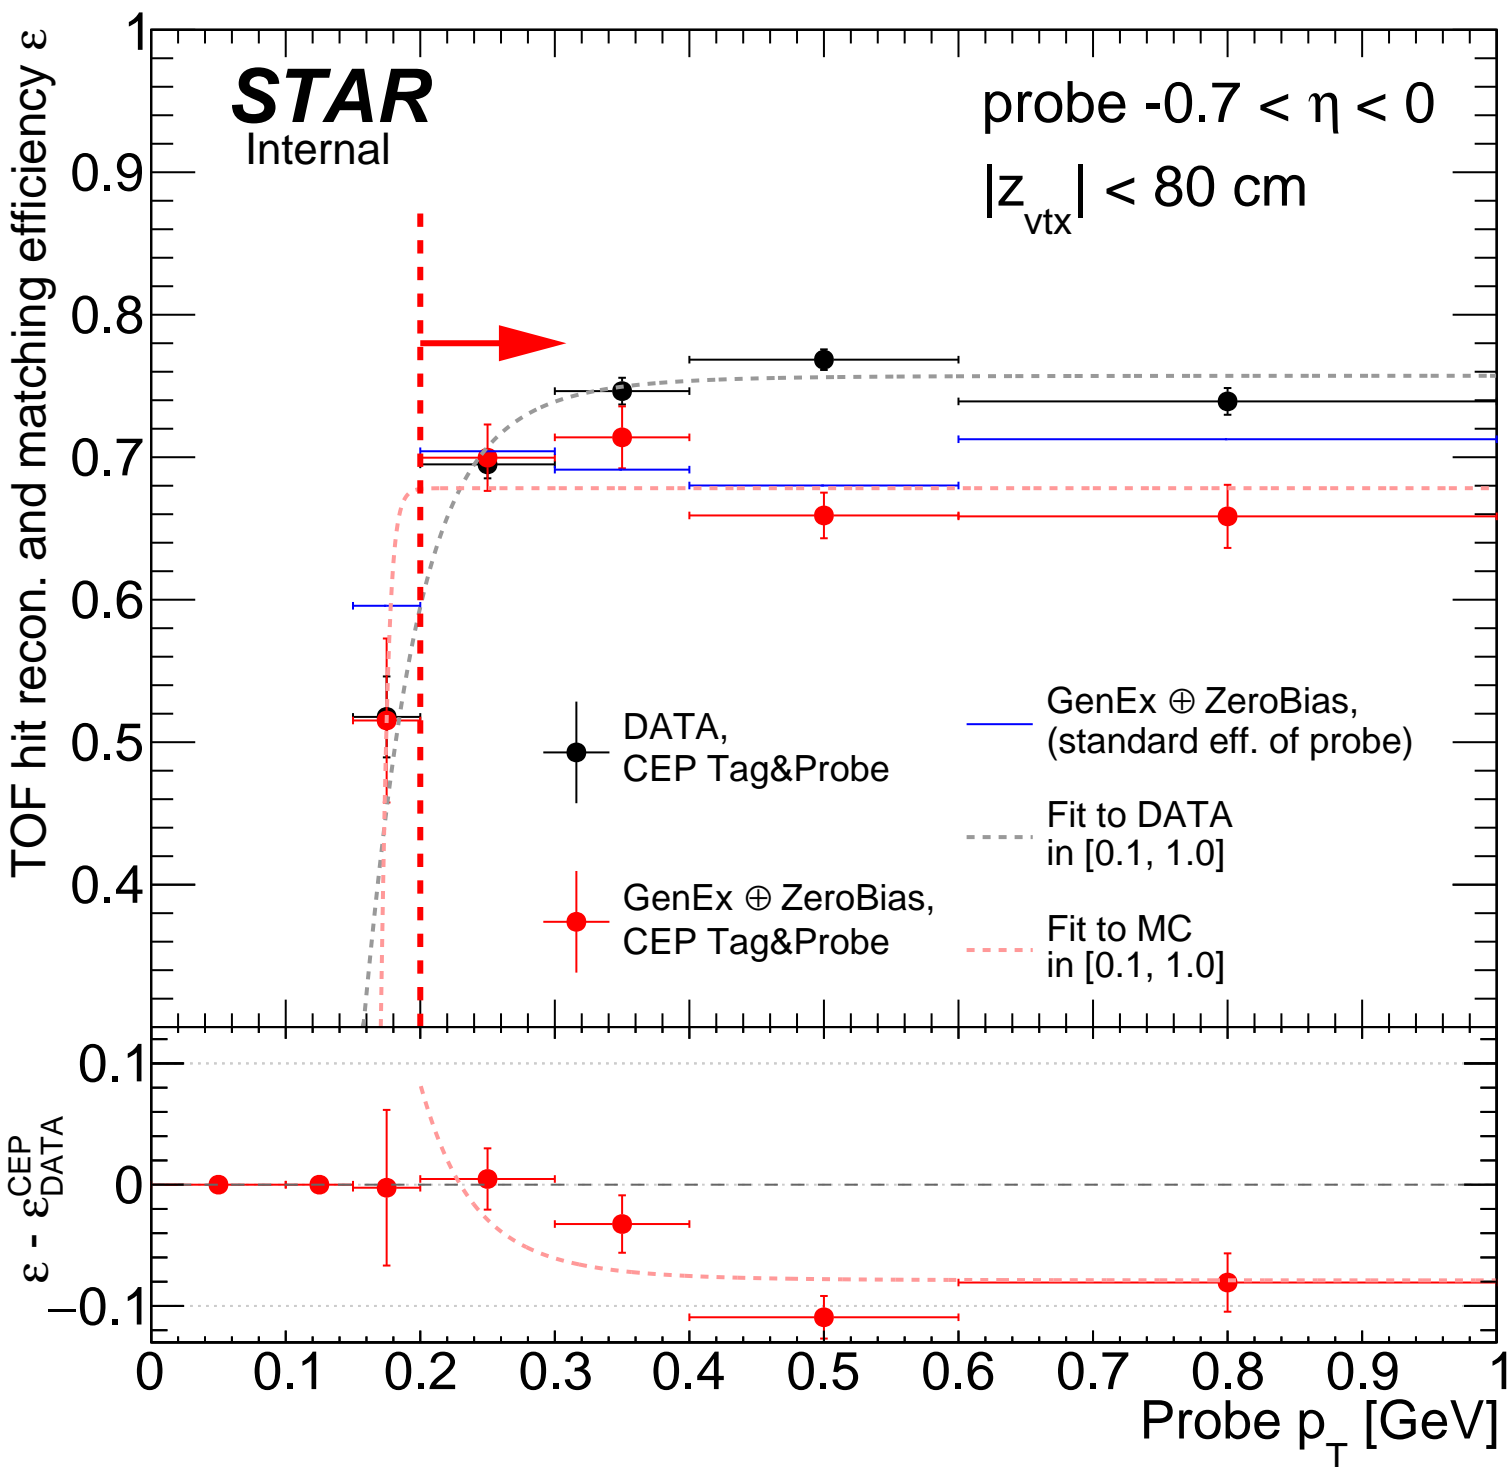 TOF hit recon. and matching efficiency ε
1
0.9
0.8
0.7
0.6
0.5
0.4
STAR
Internal
probe -0.7 < η < 0
|z_vtx| < 80 cm
DATA,
CEP Tag&Probe
GenEx ⊕ ZeroBias,
CEP Tag&Probe
GenEx ⊕ ZeroBias,
(standard eff. of probe)
Fit to DATA
in [0.1, 1.0]
Fit to MC
in [0.1, 1.0]
ε - ε^CEP_DATA
0.1
0
−0.1
0 0.1 0.2 0.3 0.4 0.5 0.6 0.7 0.8 0.9 1
Probe p_T [GeV]